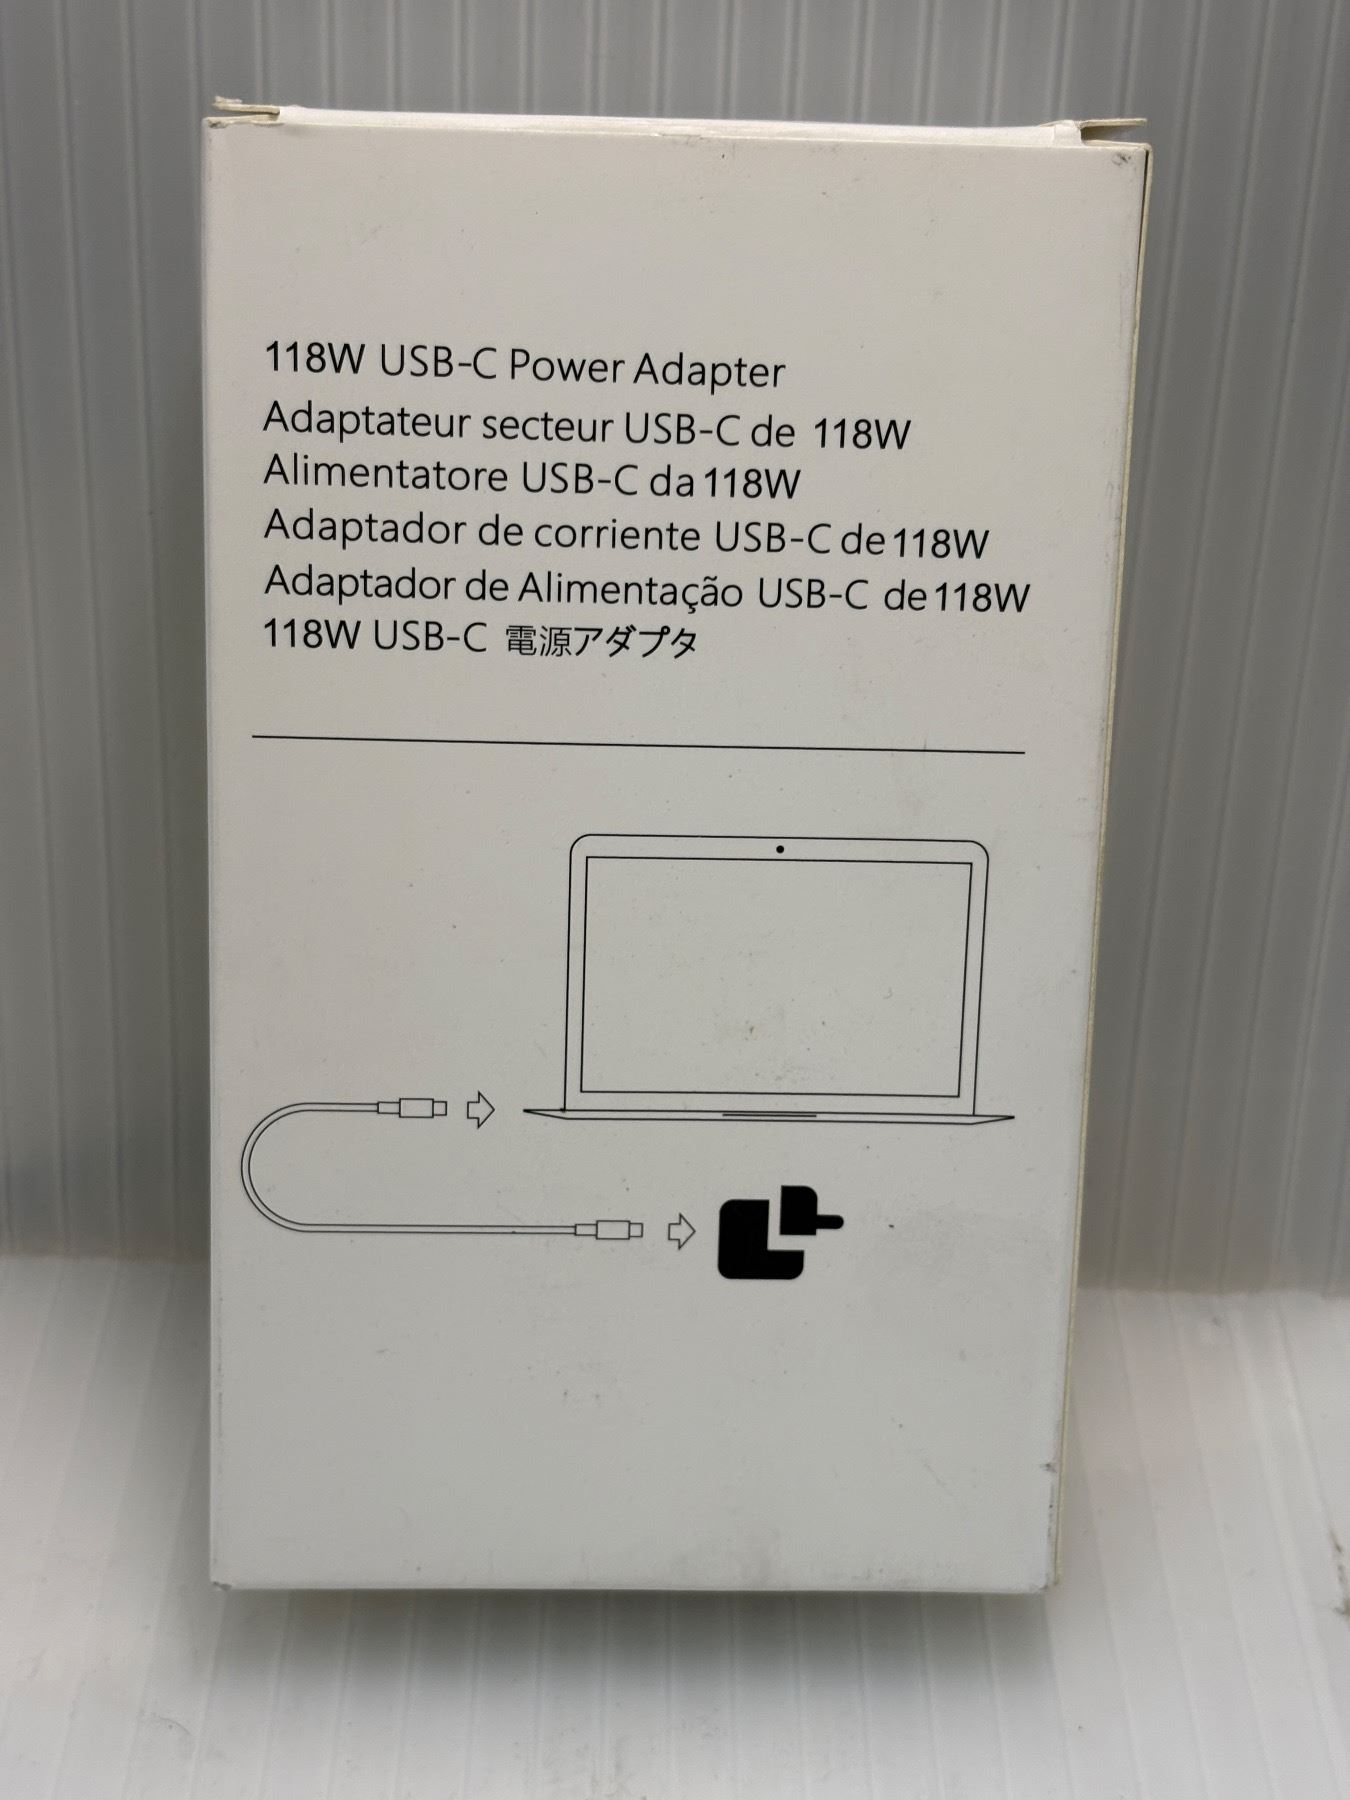 118W USB-C Power Adapter
Adaptateur secteur USB-C de 118W
Alimentatore USB-C da 118W
Adaptador de corriente USB-C de 118W
Adaptador de Alimentação USB-C de 118W
118W USB-C 電源アダプタ